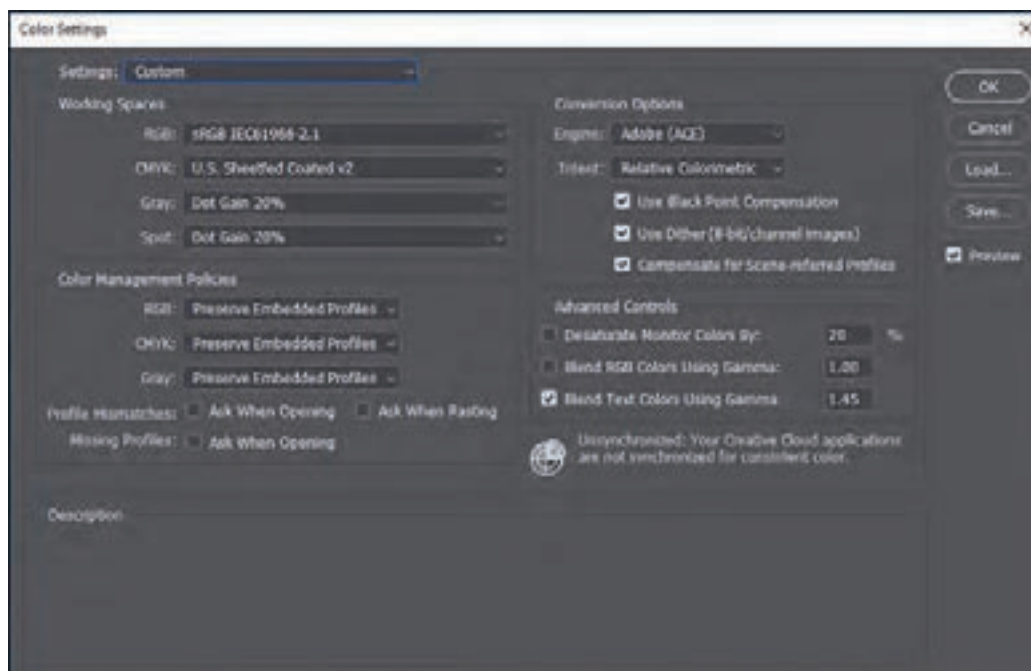 Color Settings
Settings: Custom
Working Spaces
RGB: sRGB IEC61966-2.1
CMYK: U.S. Sheetfed Coated v2
Gray: Dot Gain 20%
Spot: Dot Gain 20%
Color Management Policies
RGB: Preserve Embedded Profiles
CMYK: Preserve Embedded Profiles
Gray: Preserve Embedded Profiles
Profile Mismatches: Ask When Opening Ask When Pasting
Missing Profiles: Ask When Opening
Conversion Options
Engine: Adobe (ACE)
Intent: Relative Colorimetric
Use Black Point Compensation
Use Dither (8-bit/channel images)
Compensate for Scene-referred Profiles
Advanced Controls
Desaturate Monitor Colors By: 20 %
Blend RGB Colors Using Gamma: 1.00
Blend Text Colors Using Gamma: 1.45
Unsynchronized: Your Creative Cloud applications
are not synchronized for consistent color.
OK
Cancel
Load...
Save...
Preview
Description